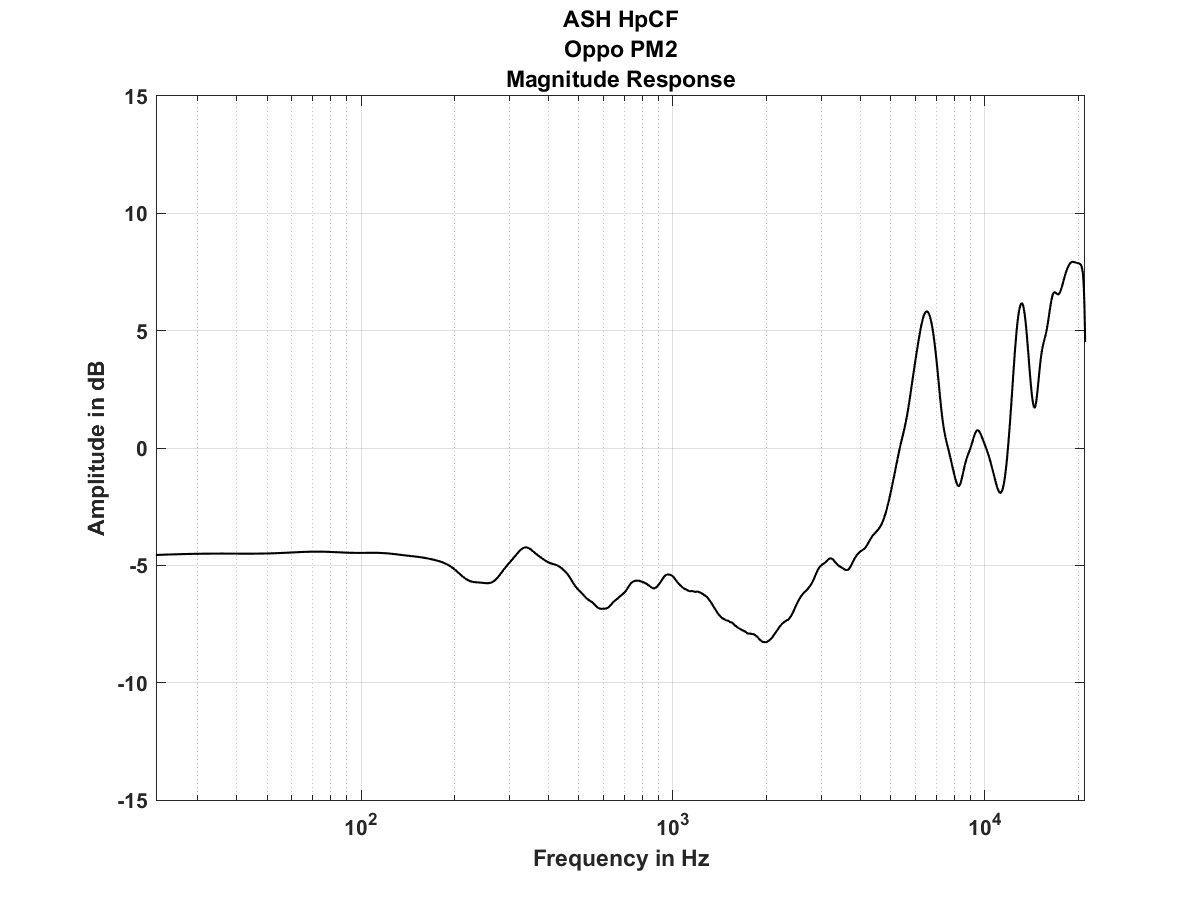 ASH HpCF
Oppo PM2
Magnitude Response
15
10
5
0
-5
-10
-15
Amplitude in dB
10²
10³
10⁴
Frequency in Hz